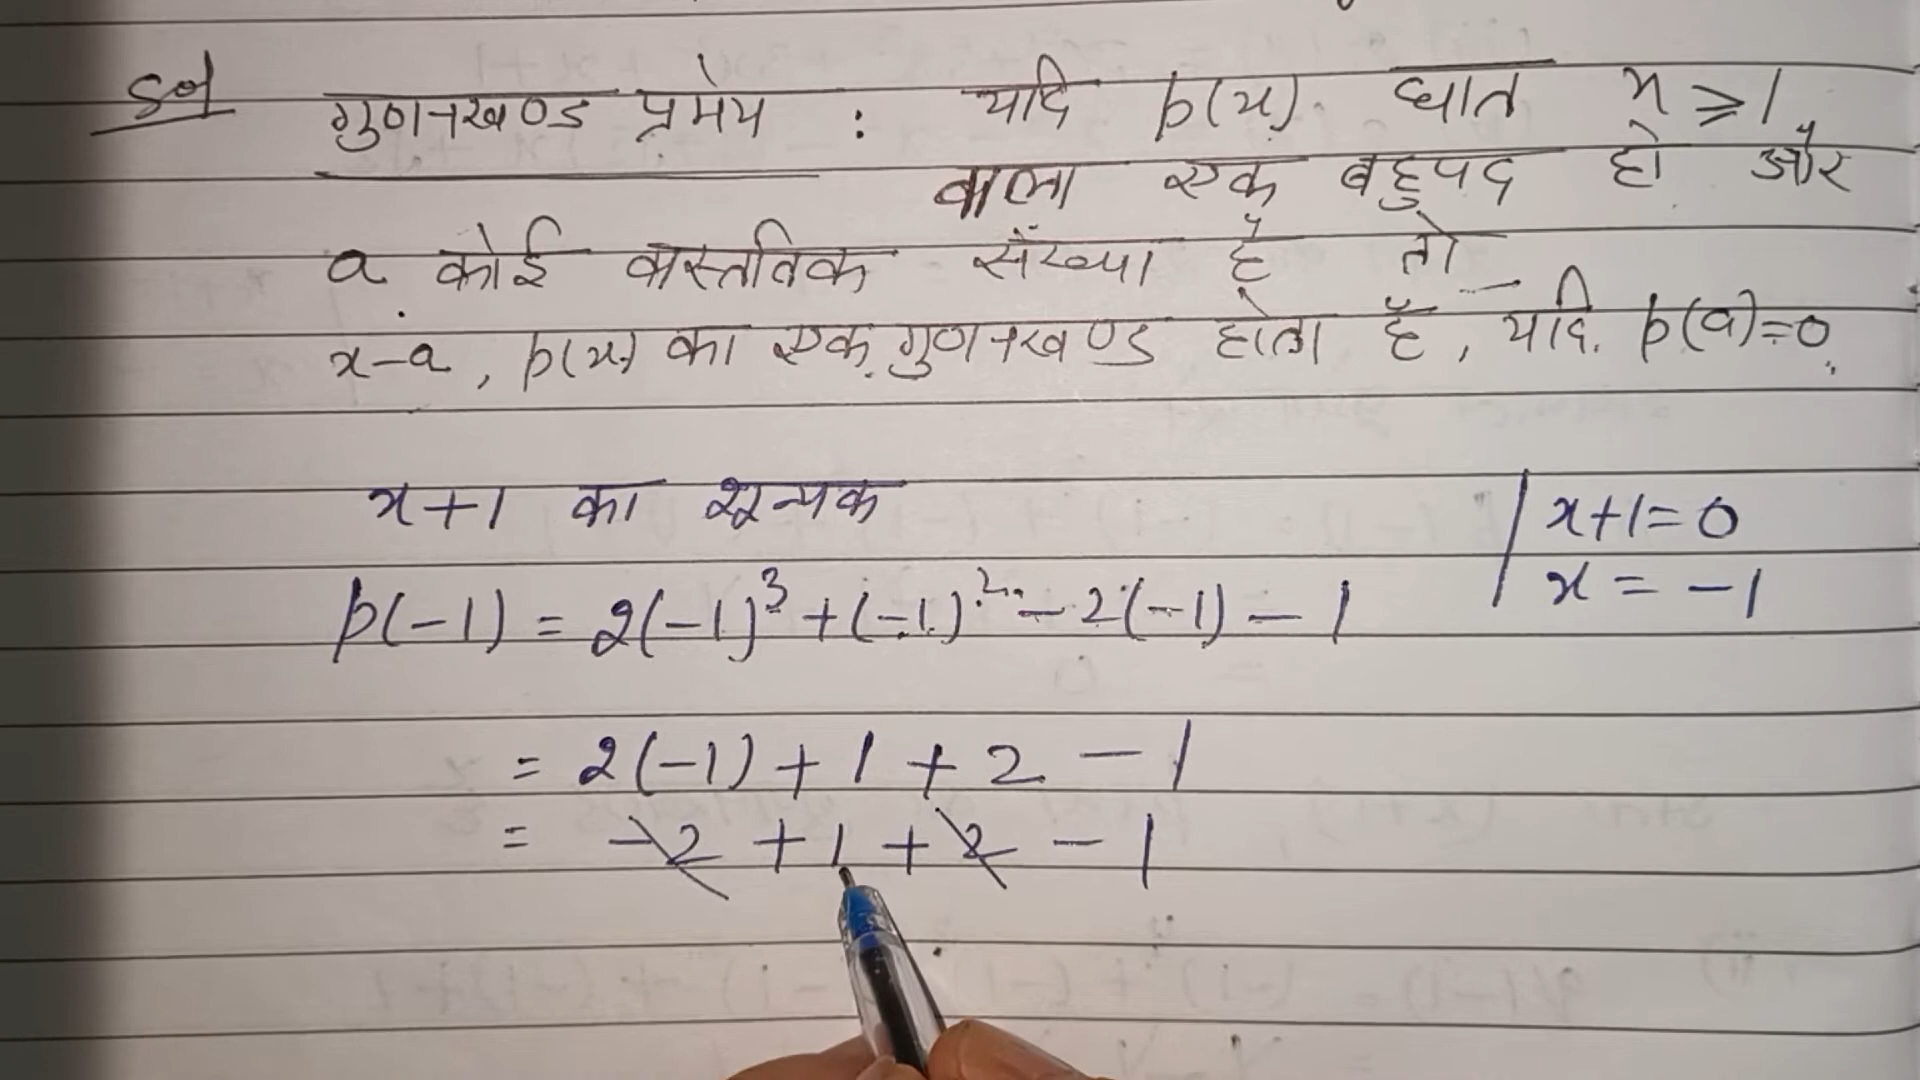 Sol गुणनखण्ड प्रमेय : यदि p(x) घात n ≥ 1
वाला एक बहुपद हो और
a कोई वास्तविक संख्या है तो
x-a, p(x) का एक गुणनखण्ड होता है, यदि p(a)=0
x+1 का शून्यक
x+1=0
x = -1
p(-1) = 2(-1)³ + (-1)² - 2(-1) - 1
= 2(-1) + 1 + 2 - 1
= -2 + 1 + 2 - 1